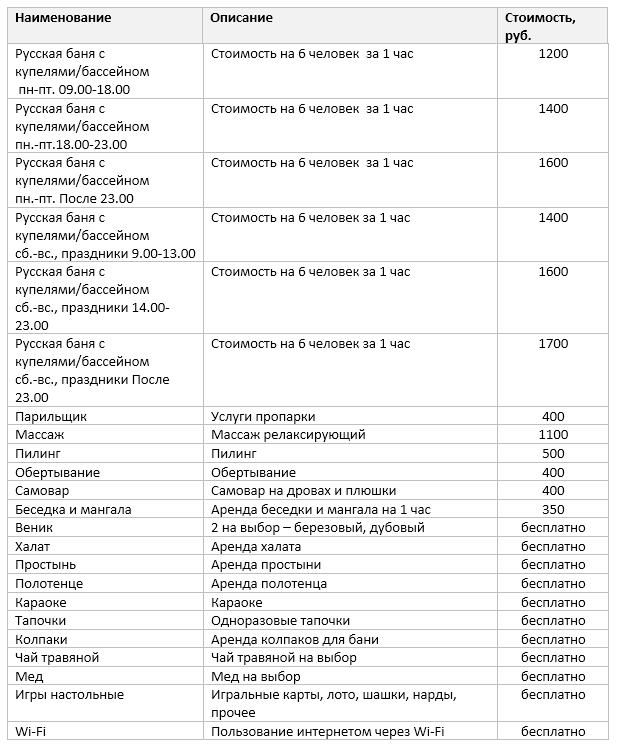 Наименование Описание Стоимость,
руб.
Русская баня с Стоимость на 6 человек за 1 час 1200
купелями/бассейном
пн-пт. 09.00-18.00
Русская баня с Стоимость на 6 человек за 1 час 1400
купелями/бассейном
пн.-пт.18.00-23.00
Русская баня с Стоимость на 6 человек за 1 час 1600
купелями/бассейном
пн.-пт. После 23.00
Русская баня с Стоимость на 6 человек за 1 час 1400
купелями/бассейном
сб.-вс., праздники 9.00-13.00
Русская баня с Стоимость на 6 человек за 1 час 1600
купелями/бассейном
сб.-вс., праздники 14.00-
23.00
Русская баня с Стоимость на 6 человек за 1 час 1700
купелями/бассейном
сб.-вс., праздники После
23.00
Парильщик Услуги пропарки 400
Массаж Массаж релаксирующий 1100
Пилинг Пилинг 500
Обертывание Обертывание 400
Самовар Самовар на дровах и плюшки 400
Беседка и мангала Аренда беседки и мангала на 1 час 350
Веник 2 на выбор – березовый, дубовый бесплатно
Халат Аренда халата бесплатно
Простынь Аренда простыни бесплатно
Полотенце Аренда полотенца бесплатно
Караоке Караоке бесплатно
Тапочки Одноразовые тапочки бесплатно
Колпаки Аренда колпаков для бани бесплатно
Чай травяной Чай травяной на выбор бесплатно
Мед Мед на выбор бесплатно
Игры настольные Игральные карты, лото, шашки, нарды, бесплатно
прочее
Wi-Fi Пользование интернетом через Wi-Fi бесплатно